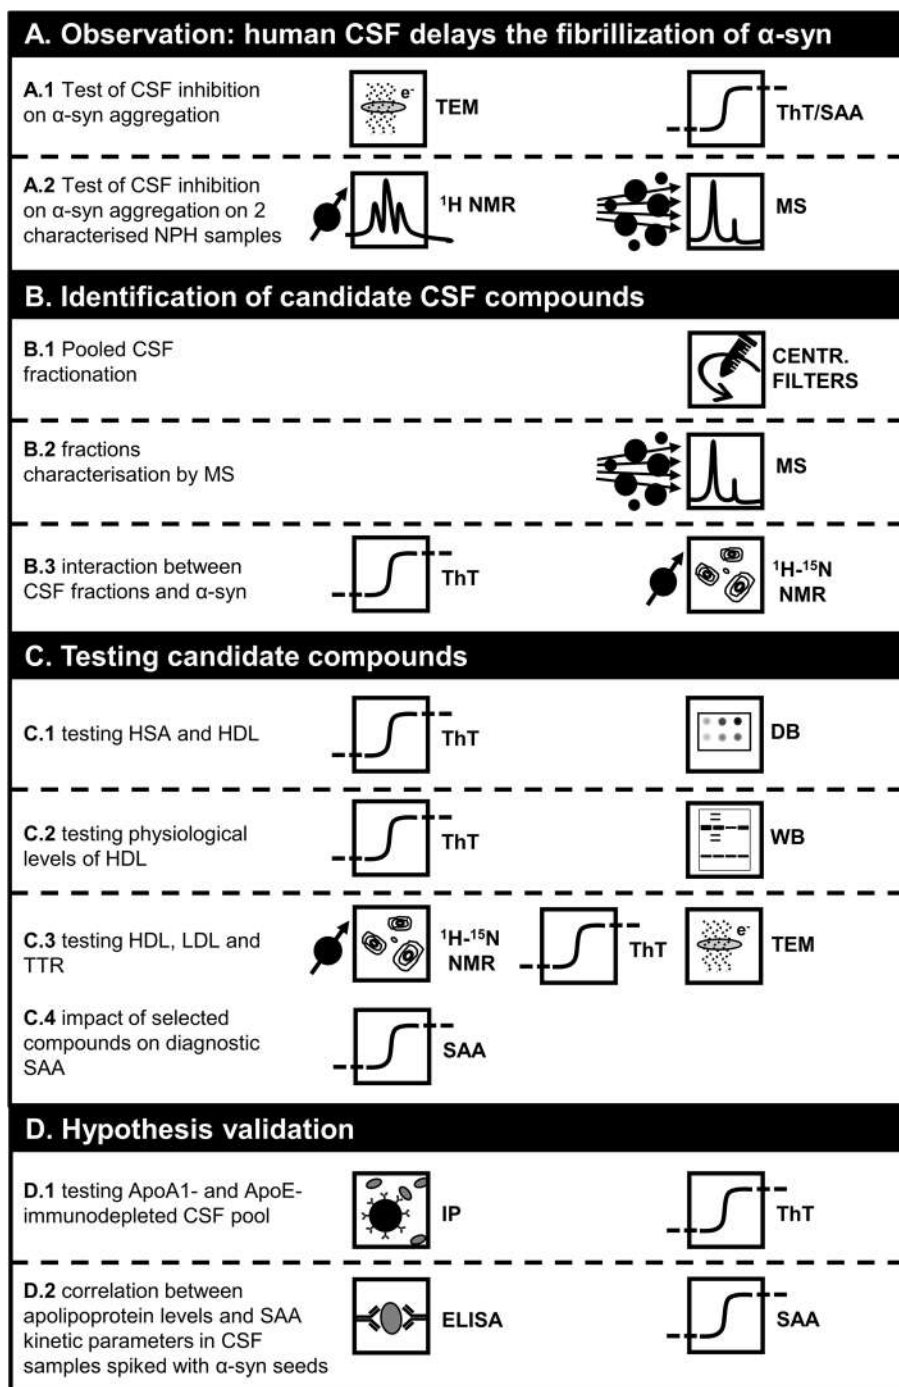 A. Observation: human CSF delays the fibrillization of α-syn
A.1 Test of CSF inhibition
on α-syn aggregation
e-
TEM
ThT/SAA
A.2 Test of CSF inhibition
on α-syn aggregation on 2
characterised NPH samples
¹H NMR
MS
B. Identification of candidate CSF compounds
B.1 Pooled CSF
fractionation
CENTR.
FILTERS
B.2 fractions
characterisation by MS
MS
B.3 interaction between
CSF fractions and α-syn
ThT
¹H-¹⁵N
NMR
C. Testing candidate compounds
C.1 testing HSA and HDL
ThT
DB
C.2 testing physiological
levels of HDL
ThT
WB
C.3 testing HDL, LDL and
TTR
¹H-¹⁵N
NMR
ThT
e-
TEM
C.4 impact of selected
compounds on diagnostic
SAA
SAA
D. Hypothesis validation
D.1 testing ApoA1- and ApoE-
immunodepleted CSF pool
IP
ThT
D.2 correlation between
apolipoprotein levels and SAA
kinetic parameters in CSF
samples spiked with α-syn seeds
ELISA
SAA